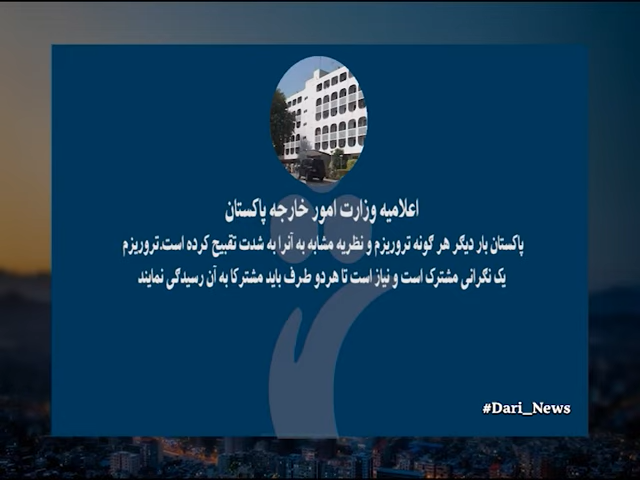 اعلامیه وزارت امور خارجه پاکستان
پاکستان بار دیگر هر گونه تروریزم و نظریه مشابه به آنرا به شدت تقبیح کرده است.تروریزم
یک نگرانی مشترک است و نیاز است تا هردو طرف باید مشترکا به آن رسیدگی نمایند
#Dari_News